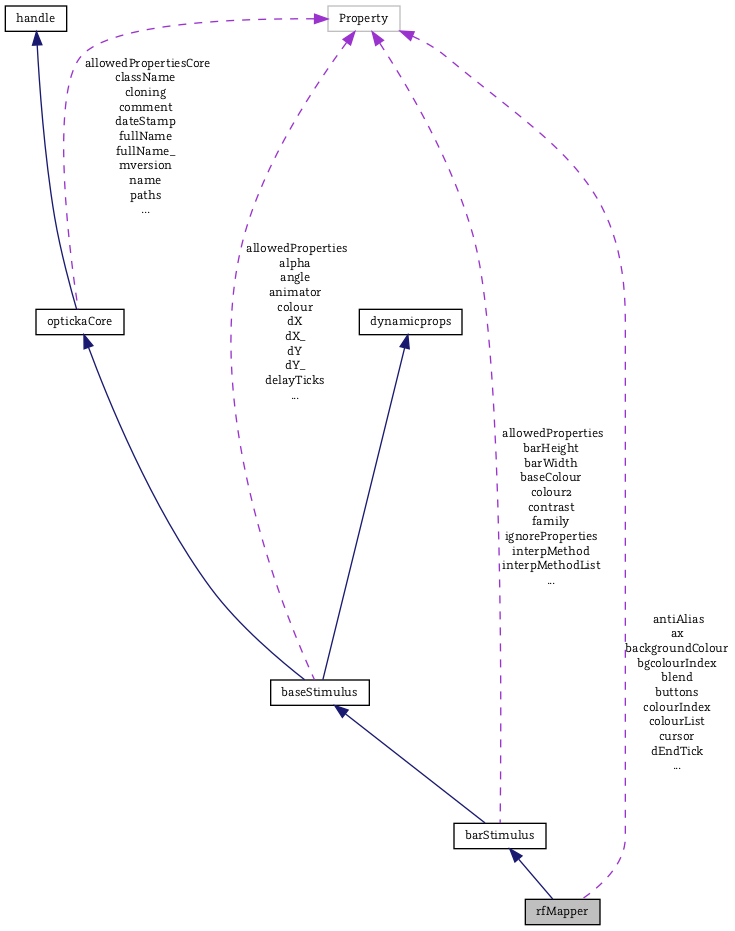 handle
Property
allowedPropertiesCore
className
cloning
comment
dateStamp
fullName
fullName_
mversion
name
paths
...
allowedProperties
alpha
angle
animator
colour
dX
dX_
dY
dY_
delayTicks
...
optickaCore
dynamicprops
allowedProperties
barHeight
barWidth
baseColour
colour2
contrast
family
ignoreProperties
interpMethod
interpMethodList
...
antiAlias
ax
backgroundColour
bgcolourIndex
blend
buttons
colourIndex
colourList
cursor
dEndTick
...
baseStimulus
barStimulus
rfMapper